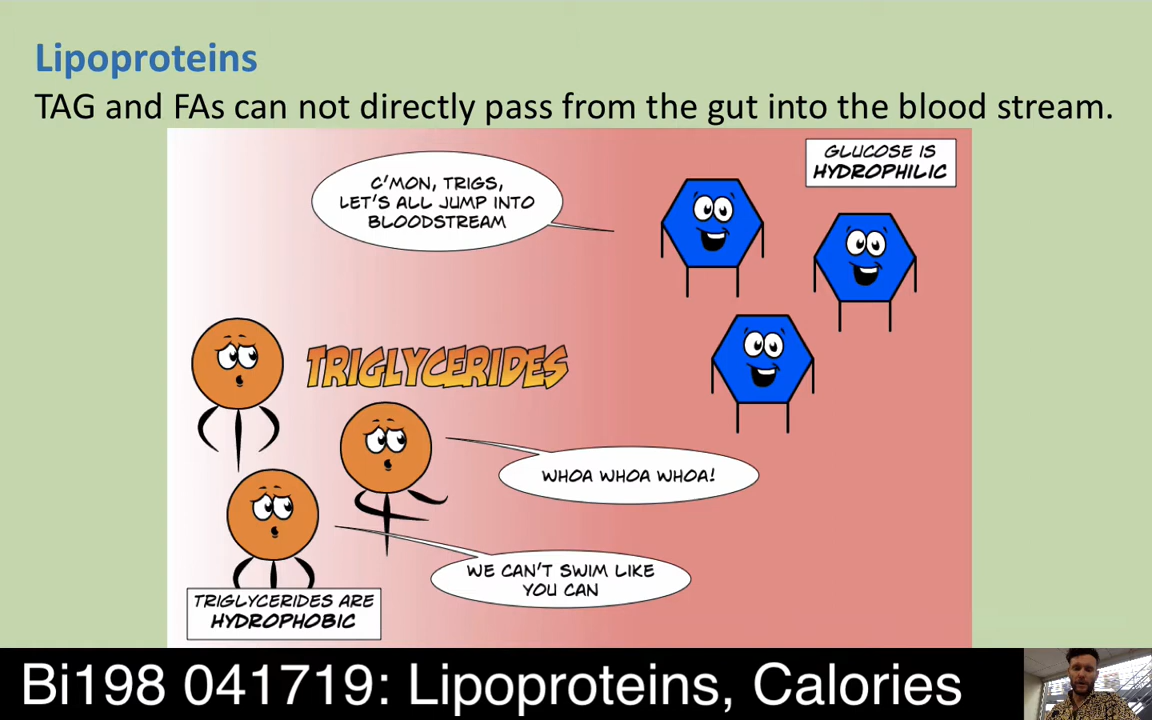 Lipoproteins
TAG and FAs can not directly pass from the gut into the blood stream.
GLUCOSE IS
HYDROPHILIC
C'MON, TRIGS,
LET'S ALL JUMP INTO
BLOODSTREAM
TRIGLYCERIDES
WHOA WHOA WHOA!
WE CAN'T SWIM LIKE
YOU CAN
TRIGLYCERIDES ARE
HYDROPHOBIC
Bi198 041719: Lipoproteins, Calories